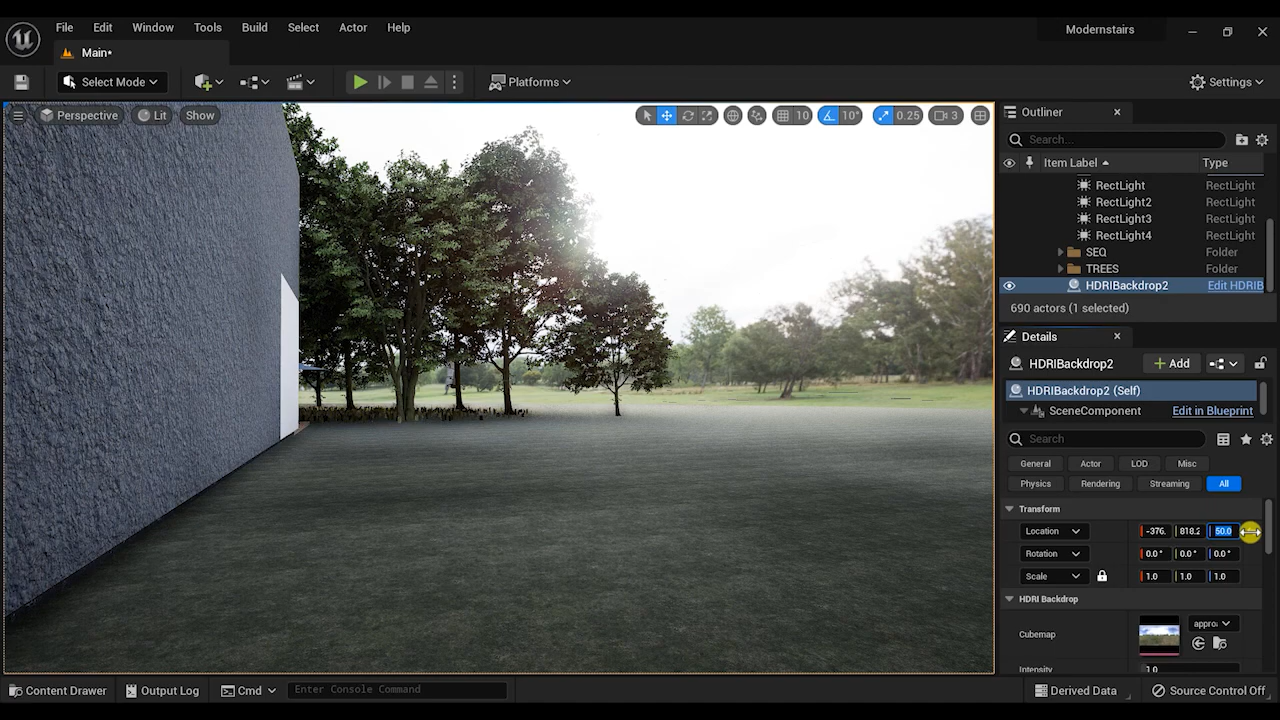 File Edit Window Tools Build Select Actor Help
Modernstairs
Main*
Select Mode
Platforms
Settings
Perspective Lit Show
10 10° 0.25 3
Outliner
Search...
Item Label Type
RectLight RectLight
RectLight2 RectLight
RectLight3 RectLight
RectLight4 RectLight
SEQ Folder
TREES Folder
HDRIBackdrop2 Edit HDRIB
690 actors (1 selected)
Details
HDRIBackdrop2 Add
HDRIBackdrop2 (Self)
SceneComponent Edit in Blueprint
Search
General Actor LOD Misc
Physics Rendering Streaming All
Transform
Location -376. 818.2 50.0
Rotation 0.0° 0.0° 0.0°
Scale 1.0 1.0 1.0
HDRI Backdrop
Cubemap
Intensity 1.0
Content Drawer Output Log Cmd Enter Console Command Derived Data Source Control Off